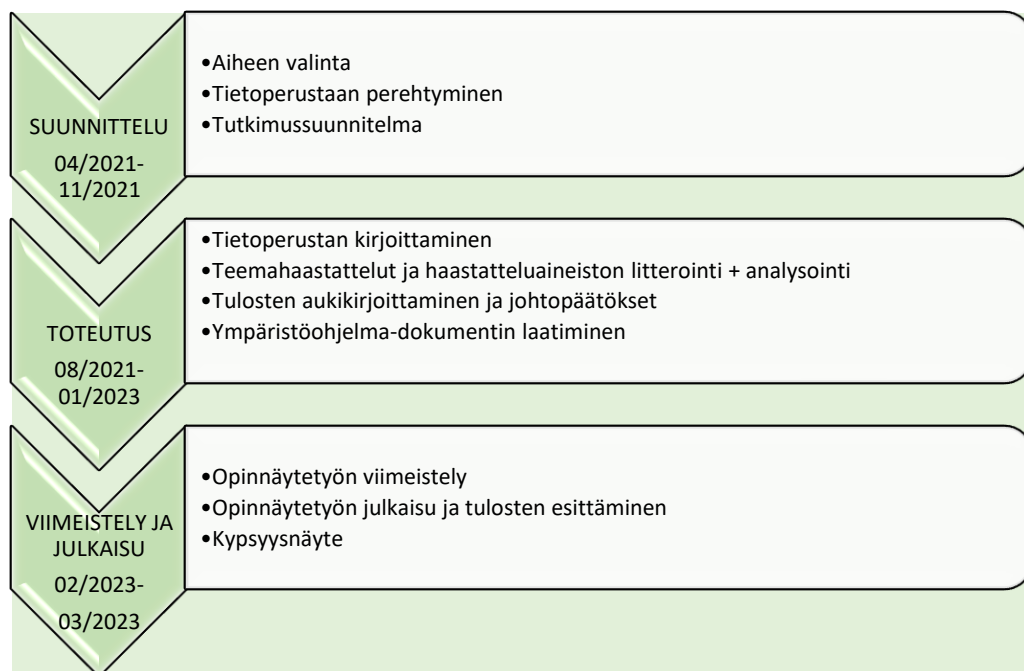 SUUNNITTELU
04/2021-
11/2021
•Aiheen valinta
•Tietoperustaan perehtyminen
•Tutkimussuunnitelma
TOTEUTUS
08/2021-
01/2023
•Tietoperustan kirjoittaminen
•Teemahaastattelut ja haastatteluaineiston litterointi + analysointi
•Tulosten aukikirjoittaminen ja johtopäätökset
•Ympäristöohjelma-dokumentin laatiminen
VIIMEISTELY JA
JULKAISU
02/2023-
03/2023
•Opinnäytetyön viimeistely
•Opinnäytetyön julkaisu ja tulosten esittäminen
•Kypsyysnäyte